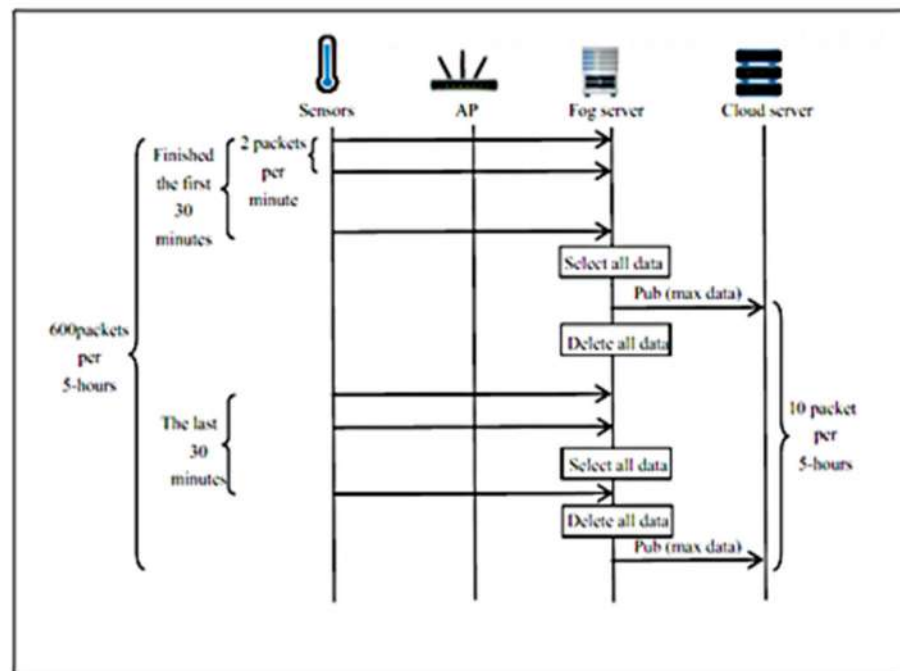 Sensors
AP
Fog server
Cloud server
Finished
the first
30
minutes
2 packets
per
minute
Select all data
Pub (max data)
Delete all data
600packets
per
5-hours
The last
30
minutes
Select all data
Delete all data
Pub (max data)
10 packet
per
5-hours